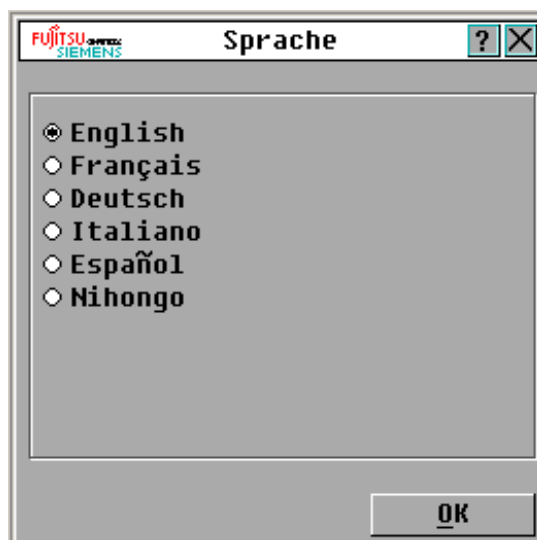 FUJITSU
SIEMENS
Sprache
?
English
Français
Deutsch
Italiano
Español
Nihongo
OK